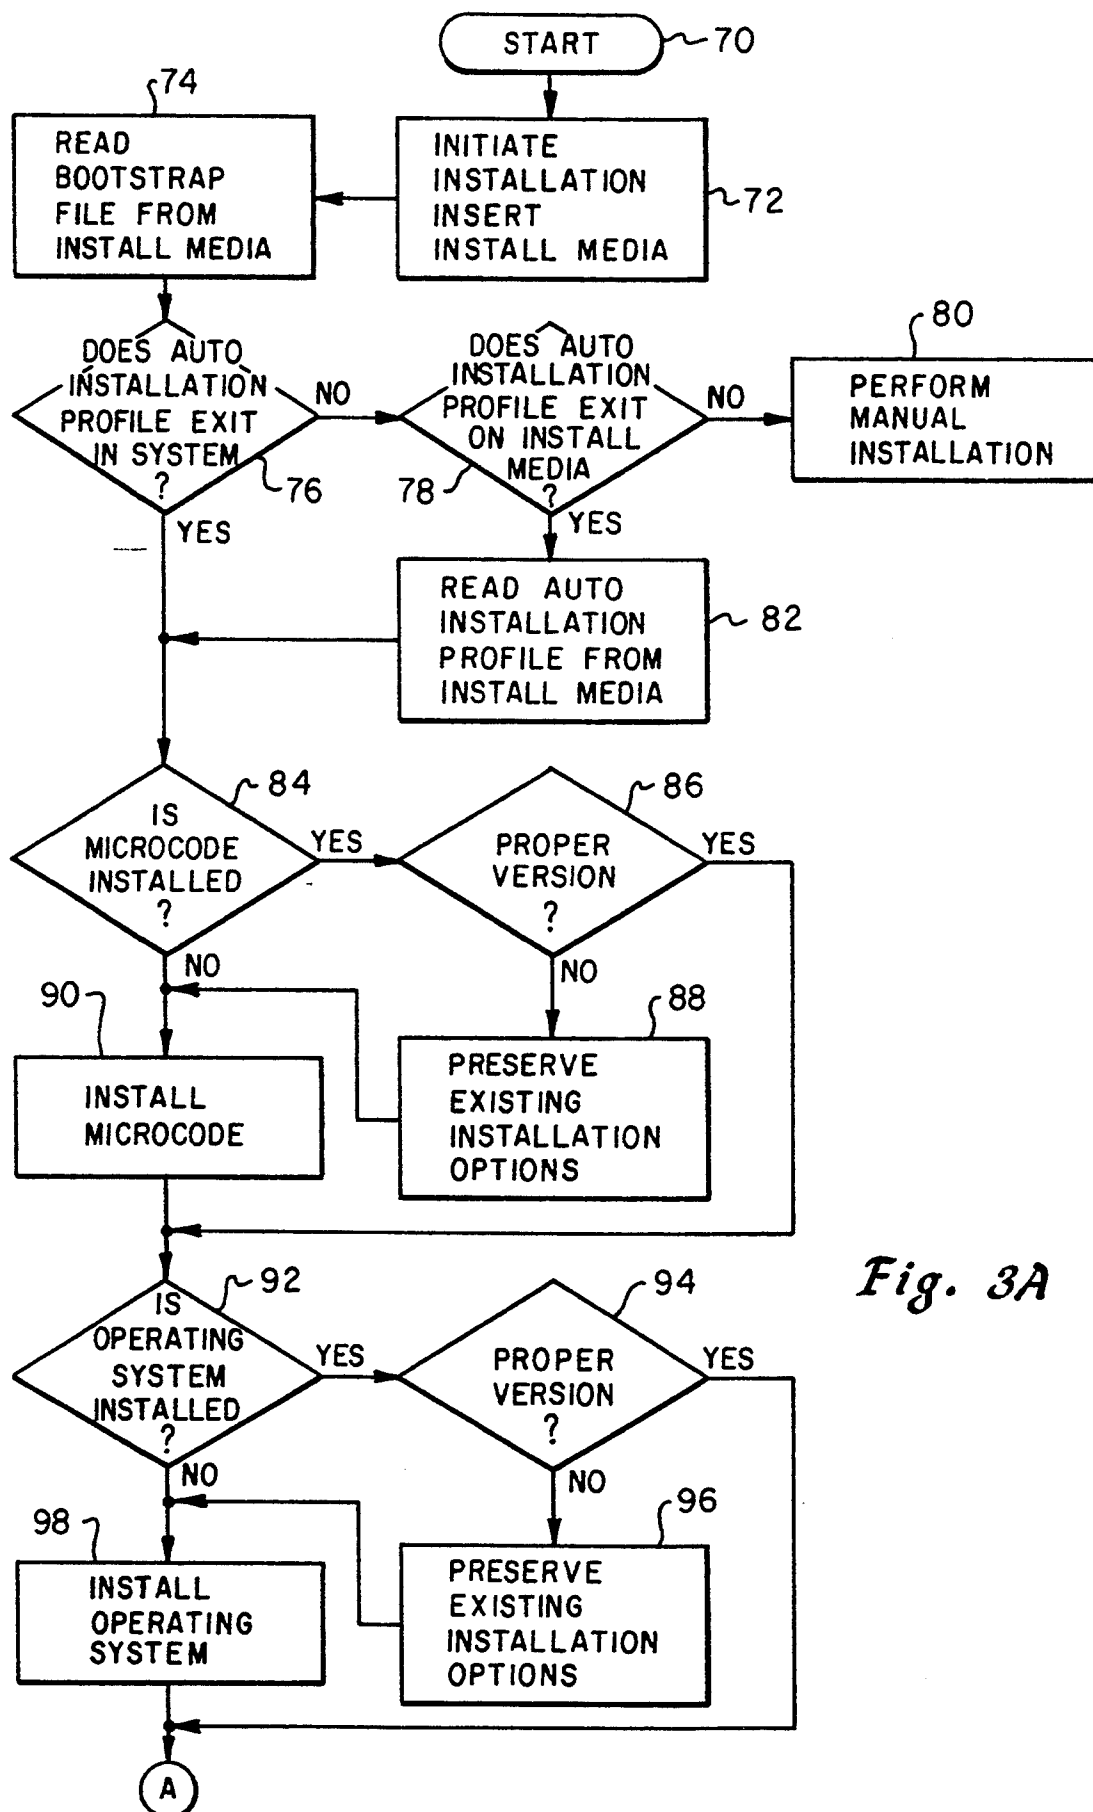 START
70
74
READ
BOOTSTRAP
FILE FROM
INSTALL MEDIA
INITIATE
INSTALLATION
INSERT
INSTALL MEDIA
72
DOES AUTO
INSTALLATION
PROFILE EXIT
IN SYSTEM
?
76
NO
YES
DOES AUTO
INSTALLATION
PROFILE EXIT
ON INSTALL
MEDIA
?
78
NO
YES
80
PERFORM
MANUAL
INSTALLATION
READ AUTO
INSTALLATION
PROFILE FROM
INSTALL MEDIA
82
IS
MICROCODE
INSTALLED
?
84
YES
NO
PROPER
VERSION
?
86
YES
NO
90
INSTALL
MICROCODE
88
PRESERVE
EXISTING
INSTALLATION
OPTIONS
Fig. 3A
IS
OPERATING
SYSTEM
INSTALLED
?
92
YES
NO
PROPER
VERSION
?
94
YES
NO
98
INSTALL
OPERATING
SYSTEM
96
PRESERVE
EXISTING
INSTALLATION
OPTIONS
A